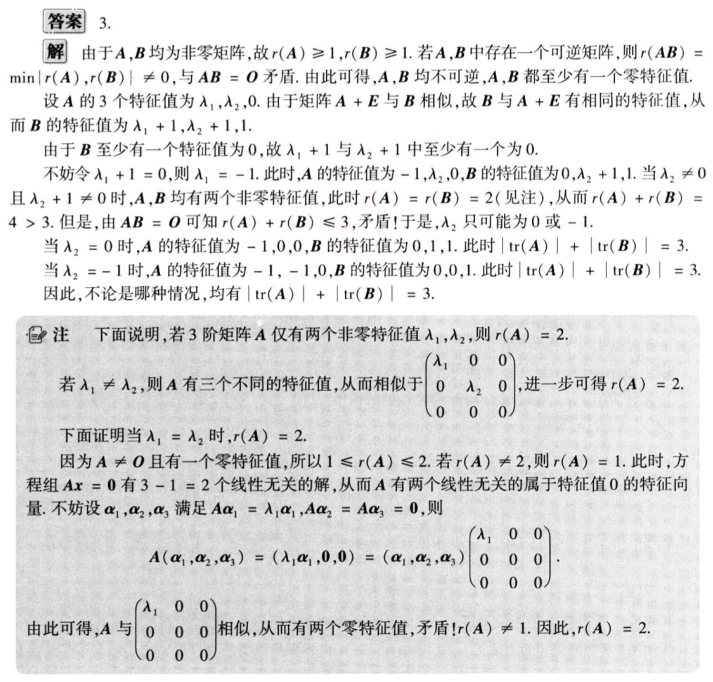 答案 3.
解 由于A,B均为非零矩阵,故r(A)≥1,r(B)≥1.若A,B中存在一个可逆矩阵,则r(AB) =
min{r(A),r(B)} ≠ 0,与AB = O矛盾.由此可得,A,B均不可逆,A,B都至少有一个零特征值.
设A的3个特征值为λ₁,λ₂,0.由于矩阵A + E与B相似,故B与A + E有相同的特征值,从
而B的特征值为λ₁ + 1,λ₂ + 1,1.
由于B至少有一个特征值为0,故λ₁ + 1与λ₂ + 1中至少有一个为0.
不妨令λ₁ + 1 = 0,则λ₁ = −1.此时,A的特征值为−1,λ₂,0,B的特征值为0,λ₂ + 1,1.当λ₂ ≠ 0
且λ₂ + 1 ≠ 0时,A,B均有两个非零特征值,此时r(A) = r(B) = 2(见注),从而r(A) + r(B) =
4 > 3.但是,由AB = O可知r(A) + r(B) ≤ 3,矛盾!于是,λ₂只可能为0或−1.
当λ₂ = 0时,A的特征值为−1,0,0,B的特征值为0,1,1.此时|tr(A)| + |tr(B)| = 3.
当λ₂ = −1时,A的特征值为−1,−1,0,B的特征值为0,0,1.此时|tr(A)| + |tr(B)| = 3.
因此,不论是哪种情况,均有|tr(A)| + |tr(B)| = 3.
注 下面说明,若3阶矩阵A仅有两个非零特征值λ₁,λ₂,则r(A) = 2.
λ₁ 0 0
若λ₁ ≠ λ₂,则A有三个不同的特征值,从而相似于(0 λ₂ 0),进一步可得r(A) = 2.
0 0 0
下面证明当λ₁ = λ₂时,r(A) = 2.
因为A ≠ O且有一个零特征值,所以1 ≤ r(A) ≤ 2.若r(A) ≠ 2,则r(A) = 1.此时,方
程组Ax = 0有3 − 1 = 2个线性无关的解,从而A有两个线性无关的属于特征值0的特征向
量.不妨设α₁,α₂,α₃满足Aα₁ = λ₁α₁,Aα₂ = Aα₃ = 0,则
λ₁ 0 0
A(α₁,α₂,α₃) = (λ₁α₁,0,0) = (α₁,α₂,α₃)(0 0 0).
0 0 0
λ₁ 0 0
由此可得,A与(0 0 0)相似,从而有两个零特征值,矛盾!r(A) ≠ 1.因此,r(A) = 2.
0 0 0